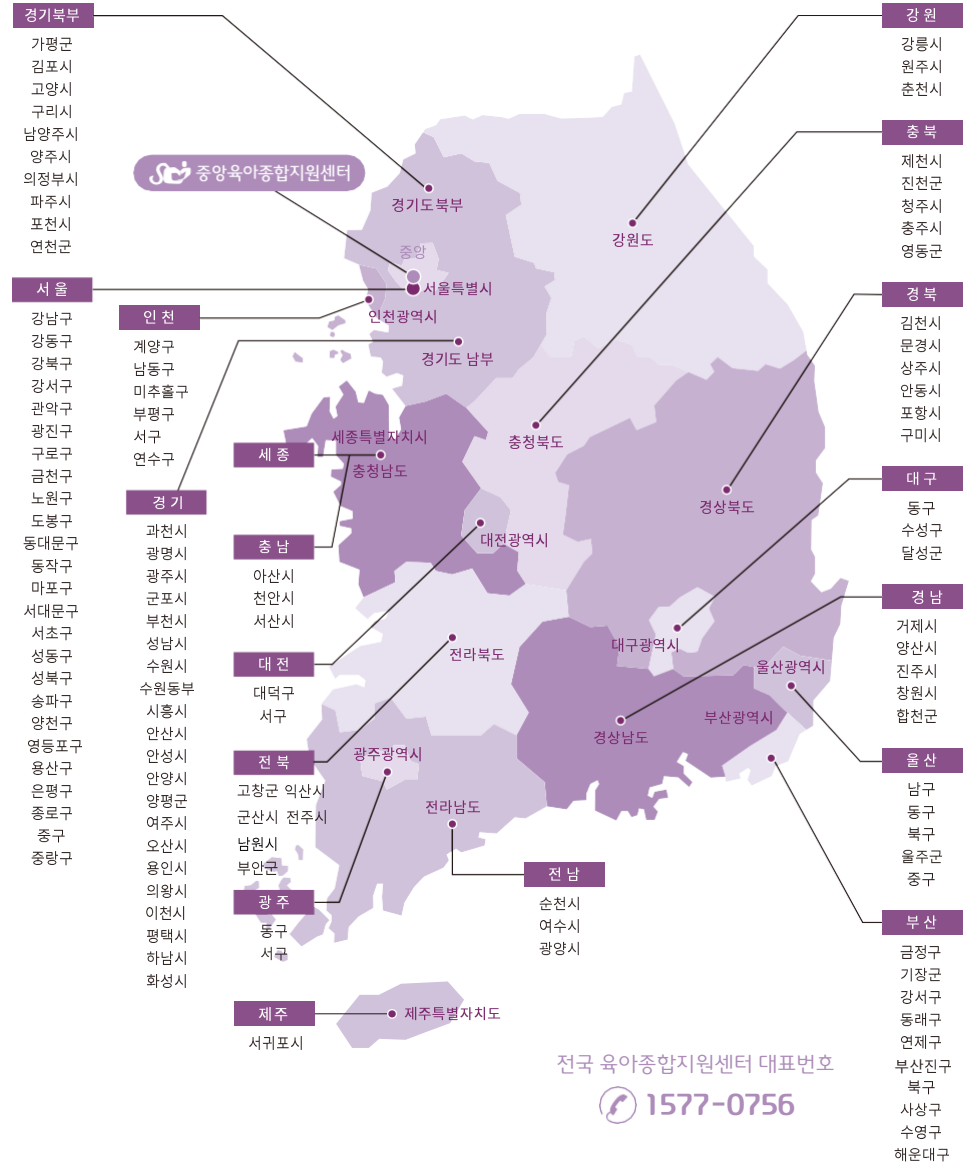 경기북부
가평군
김포시
고양시
구리시
남양주시
양주시
의정부시
파주시
포천시
연천군
서울
강남구
강동구
강북구
강서구
관악구
광진구
구로구
금천구
노원구
도봉구
동대문구
동작구
마포구
서대문구
서초구
성동구
성북구
송파구
양천구
영등포구
용산구
은평구
종로구
중구
중랑구
인천
계양구
남동구
미추홀구
부평구
서구
연수구
경기
과천시
광명시
광주시
군포시
부천시
성남시
수원시
수원동부
시흥시
안산시
안성시
안양시
양평군
여주시
오산시
용인시
의왕시
이천시
평택시
하남시
화성시
세종
충남
아산시
천안시
서산시
대전
대덕구
서구
전북
고창군 익산시
군산시 전주시
남원시
부안군
광주
동구
서구
제주
서귀포시
중앙육아종합지원센터
경기도북부
중앙
서울특별시
인천광역시
경기도 남부
강원도
세종특별자치시
충청남도
충청북도
대전광역시
경상북도
전라북도
대구광역시
울산광역시
부산광역시
경상남도
광주광역시
전라남도
제주특별자치도
전남
순천시
여수시
광양시
강원
강릉시
원주시
춘천시
충북
제천시
진천군
청주시
충주시
영동군
경북
김천시
문경시
상주시
안동시
포항시
구미시
대구
동구
수성구
달성군
경남
거제시
양산시
진주시
창원시
합천군
울산
남구
동구
북구
울주군
중구
부산
금정구
기장군
강서구
동래구
연제구
부산진구
북구
사상구
수영구
해운대구
전국 육아종합지원센터 대표번호
1577-0756